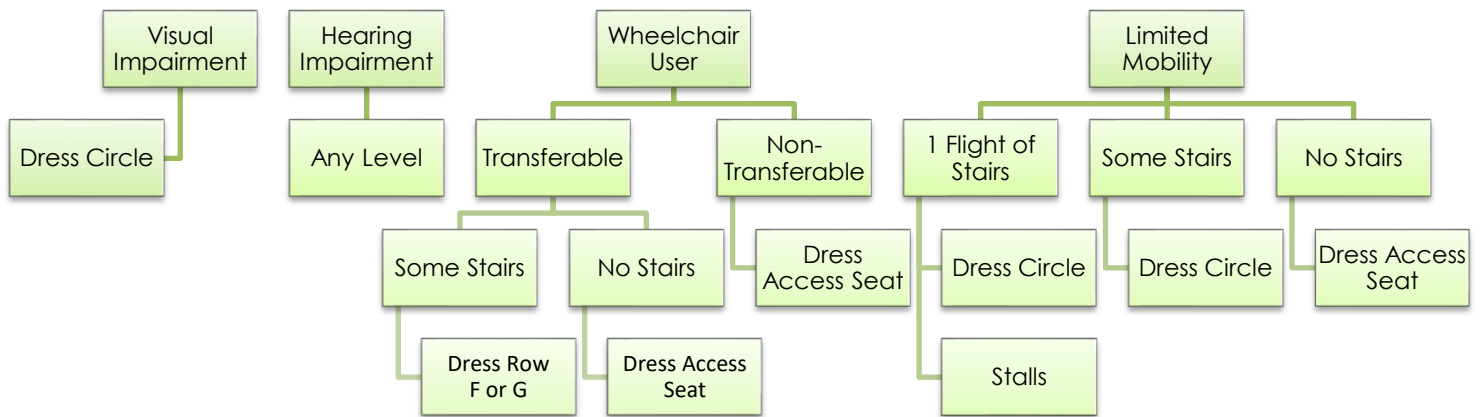 Visual
Impairment
Dress Circle
Hearing
Impairment
Any Level
Wheelchair
User
Transferable
Some Stairs
Dress Row
F or G
No Stairs
Dress Access
Seat
Non-
Transferable
Dress
Access Seat
Limited
Mobility
1 Flight of
Stairs
Dress Circle
Stalls
Some Stairs
Dress Circle
No Stairs
Dress Access
Seat